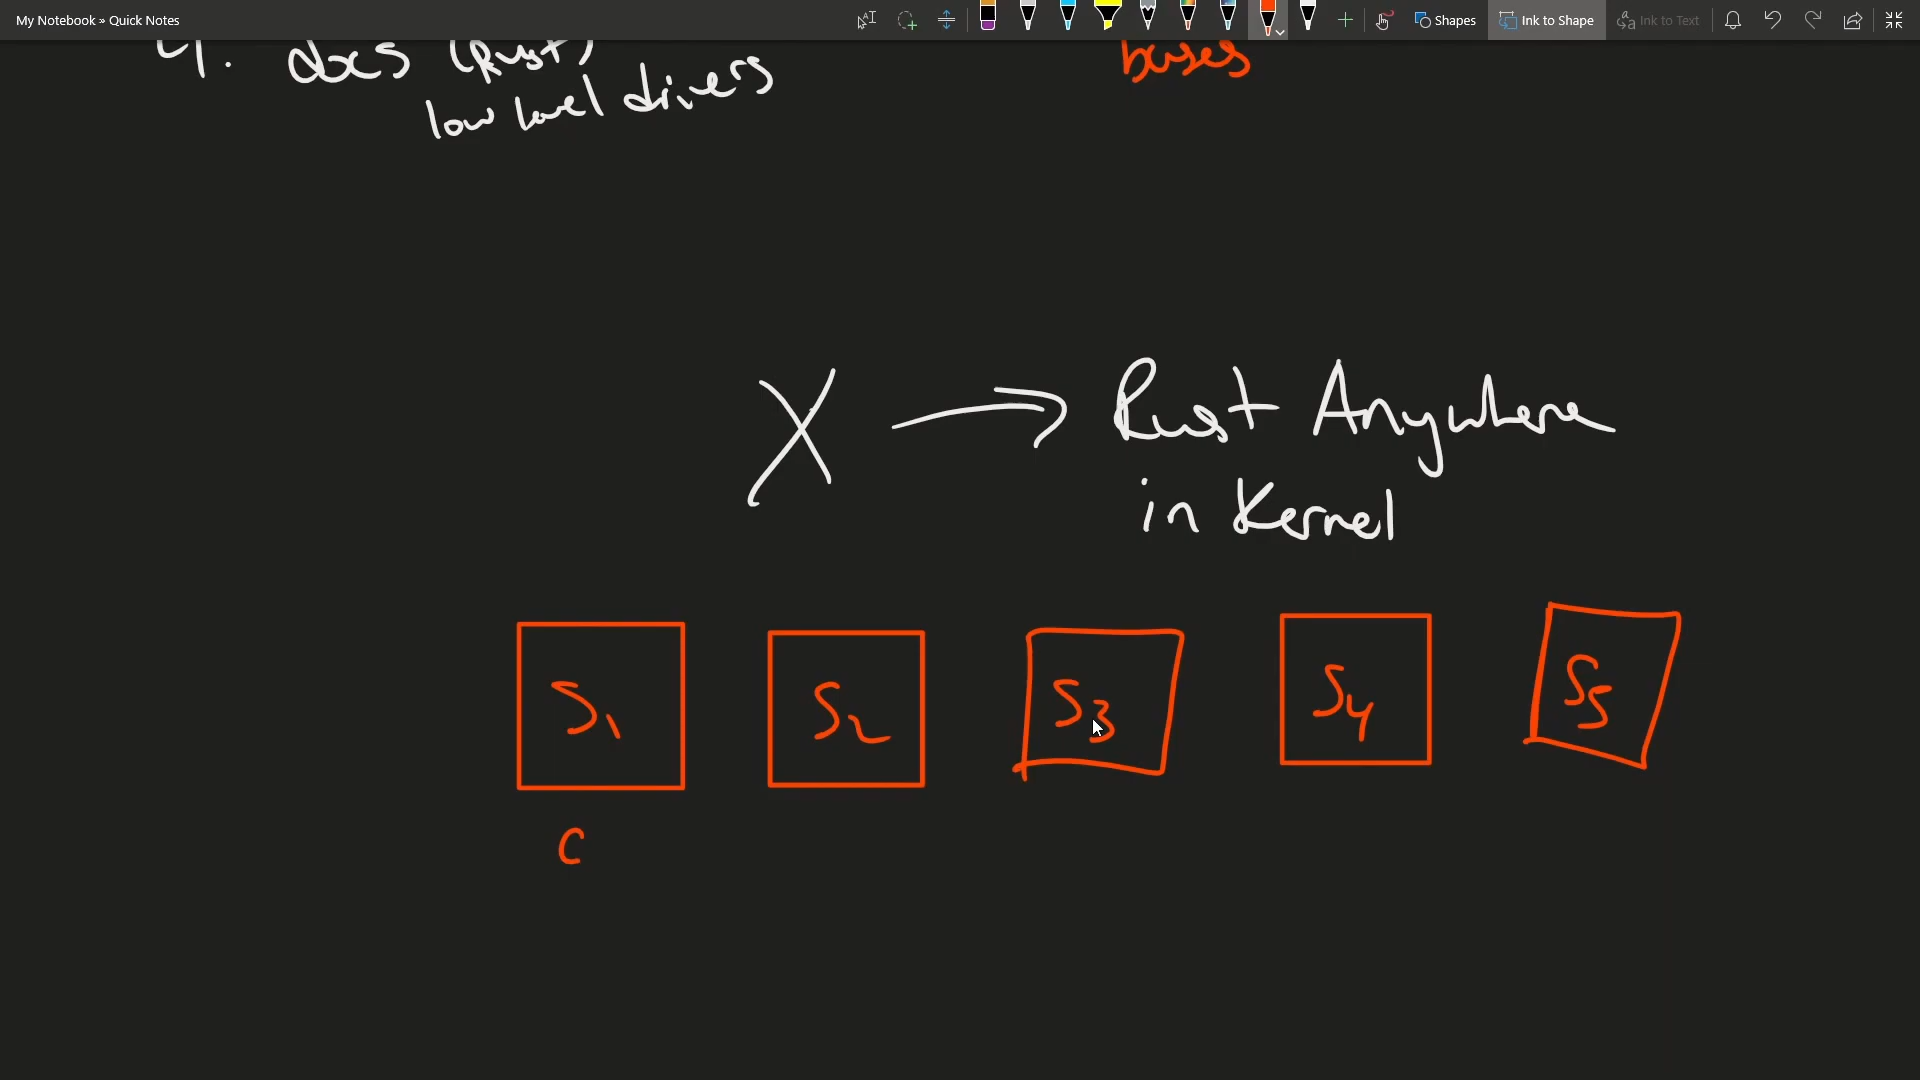 My Notebook » Quick Notes
Shapes
Ink to Shape
Ink to Text
4. docs (Rust)
low level drivers
buses
X → Rust Anywhere
in Kernel
S1 S2 S3 S4 S5
C